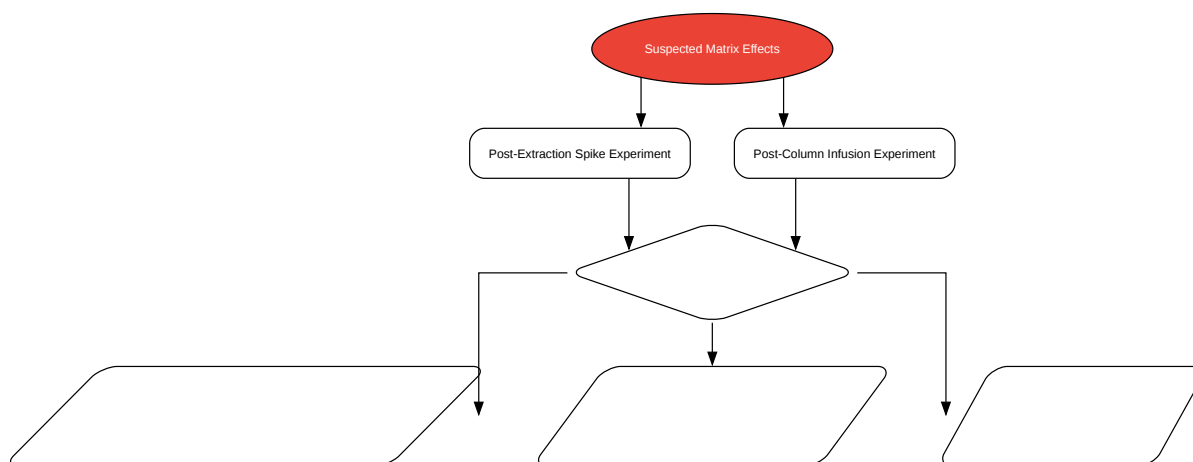 Suspected Matrix Effects
Post-Extraction Spike Experiment
Post-Column Infusion Experiment